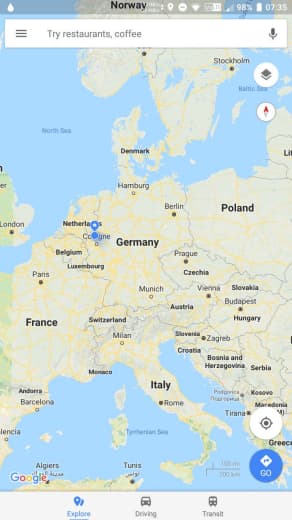 Norway
98% 07:35
Try restaurants, coffee
Stockholm
Baltic Sea
North Sea
Denmark
Hamburg
Berlin
London
Netherlands
Poland
Cologne
Germany
Belgium
Luxembourg
Prague
Paris
Czechia
Munich
Vienna
Slovakia
Budapest
Austria
Hungary
France
Switzerland
Slovenia
Zagreb
Milan
Croatia
Bosnia and
Herzegovina
Serbia
Monaco
Andorra
Italy
Podgorica
Подгорица
Kosovo
Barcelona
Rome
Macedonia
Tirana
lencia
Tyrrhenian Sea
Greece
Algiers
Tunis
100 mi
200 km
Google
GO
Explore
Driving
Transit